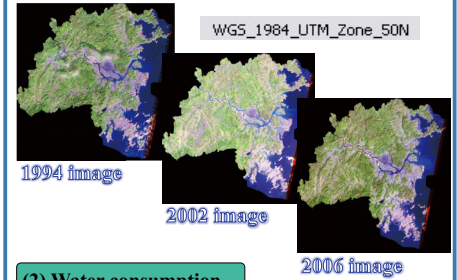 WGS_1984_UTM_Zone_50N
1994 image
2002 image
2006 image
(2) Water consumption